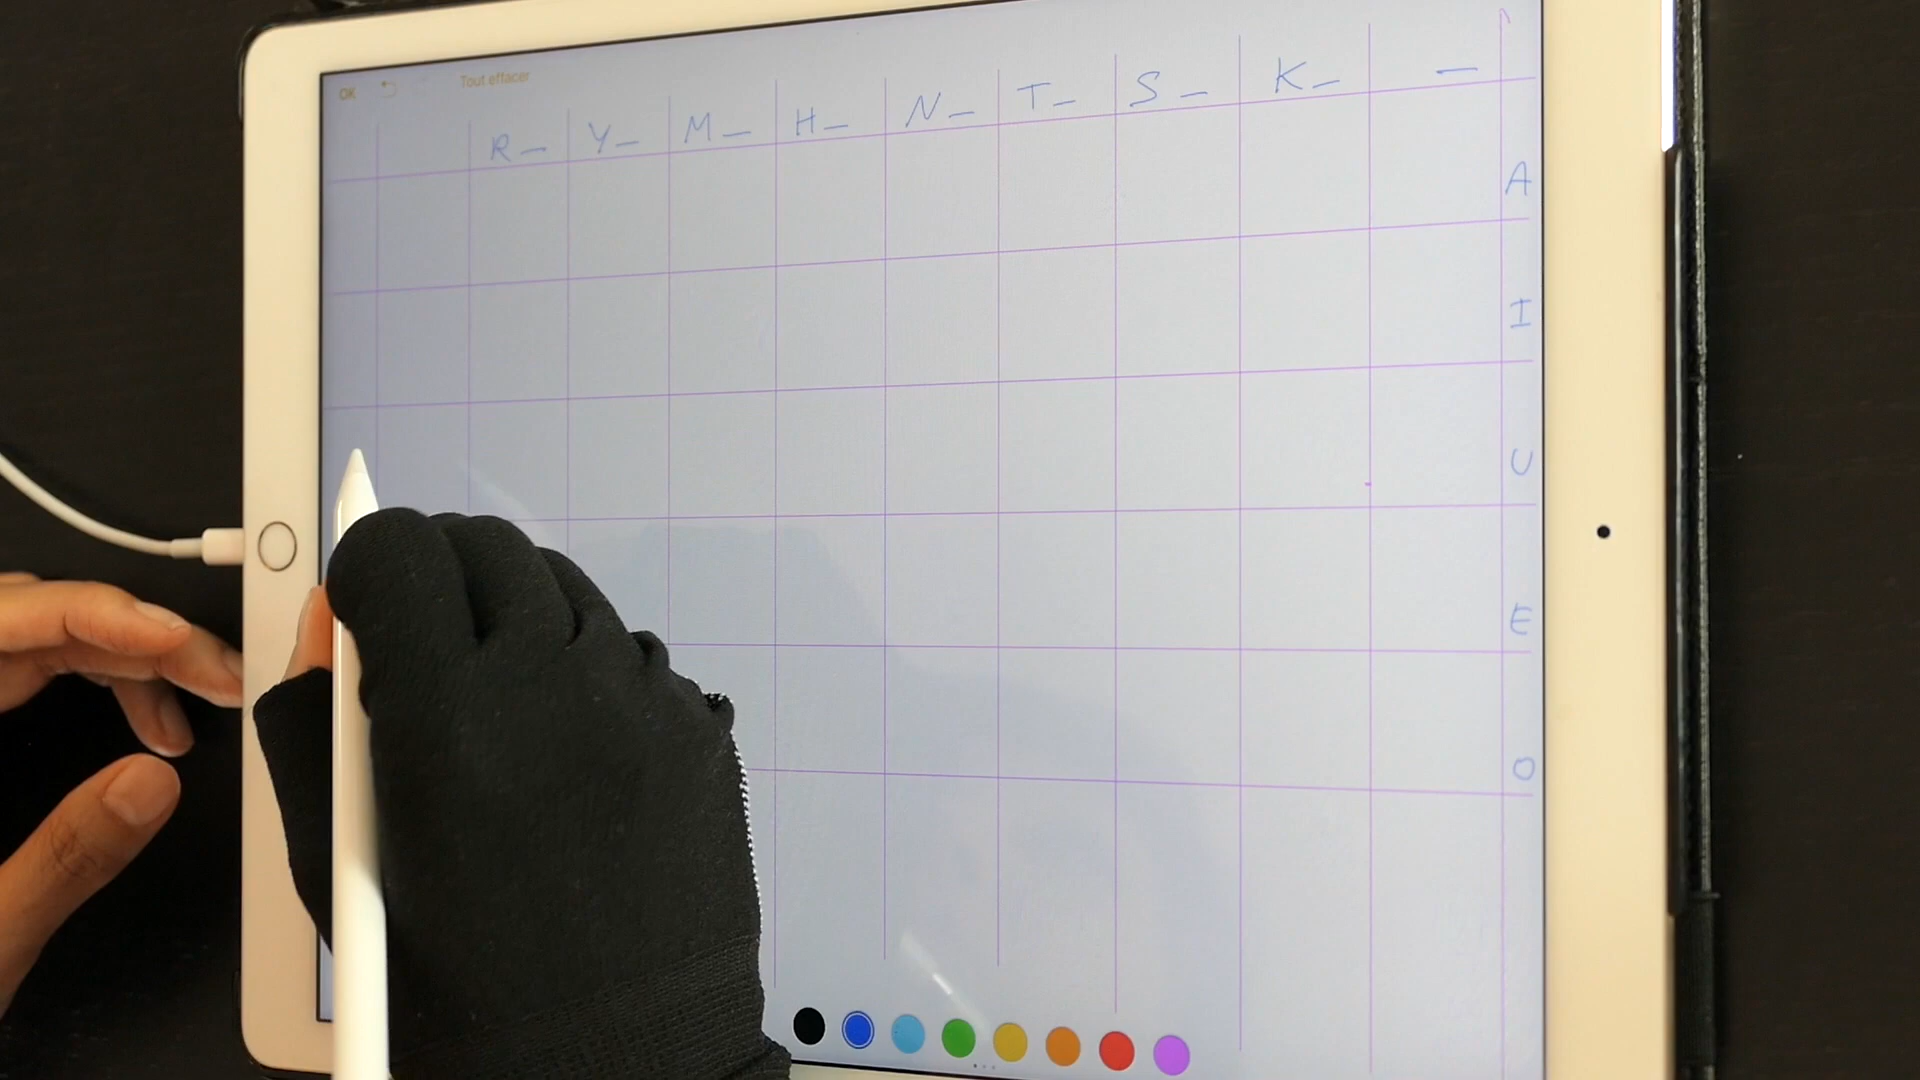 OK Tout effacer
R_ Y_ M_ H_ N_ T_ S_ K_ _
A
I
U
E
O